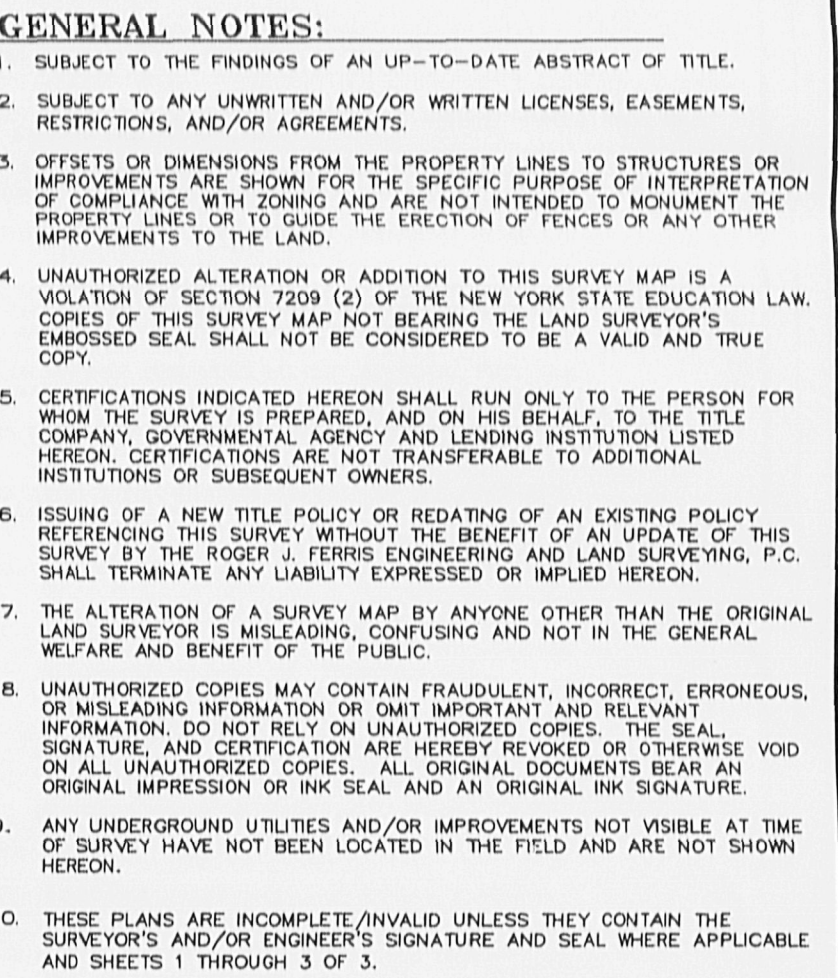 GENERAL NOTES:
1. SUBJECT TO THE FINDINGS OF AN UP-TO-DATE ABSTRACT OF TITLE.
2. SUBJECT TO ANY UNWRITTEN AND/OR WRITTEN LICENSES, EASEMENTS,
RESTRICTIONS, AND/OR AGREEMENTS.
3. OFFSETS OR DIMENSIONS FROM THE PROPERTY LINES TO STRUCTURES OR
IMPROVEMENTS ARE SHOWN FOR THE SPECIFIC PURPOSE OF INTERPRETATION
OF COMPLIANCE WITH ZONING AND ARE NOT INTENDED TO MONUMENT THE
PROPERTY LINES OR TO GUIDE THE ERECTION OF FENCES OR ANY OTHER
IMPROVEMENTS TO THE LAND.
4. UNAUTHORIZED ALTERATION OR ADDITION TO THIS SURVEY MAP IS A
VIOLATION OF SECTION 7209 (2) OF THE NEW YORK STATE EDUCATION LAW.
COPIES OF THIS SURVEY MAP NOT BEARING THE LAND SURVEYOR'S
EMBOSSED SEAL SHALL NOT BE CONSIDERED TO BE A VALID AND TRUE
COPY.
5. CERTIFICATIONS INDICATED HEREON SHALL RUN ONLY TO THE PERSON FOR
WHOM THE SURVEY IS PREPARED, AND ON HIS BEHALF, TO THE TITLE
COMPANY, GOVERNMENTAL AGENCY AND LENDING INSTITUTION LISTED
HEREON. CERTIFICATIONS ARE NOT TRANSFERABLE TO ADDITIONAL
INSTITUTIONS OR SUBSEQUENT OWNERS.
6. ISSUING OF A NEW TITLE POLICY OR REDATING OF AN EXISTING POLICY
REFERENCING THIS SURVEY WITHOUT THE BENEFIT OF AN UPDATE OF THIS
SURVEY BY THE ROGER J. FERRIS ENGINEERING AND LAND SURVEYING, P.C.
SHALL TERMINATE ANY LIABILITY EXPRESSED OR IMPLIED HEREON.
7. THE ALTERATION OF A SURVEY MAP BY ANYONE OTHER THAN THE ORIGINAL
LAND SURVEYOR IS MISLEADING, CONFUSING AND NOT IN THE GENERAL
WELFARE AND BENEFIT OF THE PUBLIC.
8. UNAUTHORIZED COPIES MAY CONTAIN FRAUDULENT, INCORRECT, ERRONEOUS,
OR MISLEADING INFORMATION OR OMIT IMPORTANT AND RELEVANT
INFORMATION. DO NOT RELY ON UNAUTHORIZED COPIES. THE SEAL,
SIGNATURE, AND CERTIFICATION ARE HEREBY REVOKED OR OTHERWISE VOID
ON ALL UNAUTHORIZED COPIES. ALL ORIGINAL DOCUMENTS BEAR AN
ORIGINAL IMPRESSION OR INK SEAL AND AN ORIGINAL INK SIGNATURE.
. ANY UNDERGROUND UTILITIES AND/OR IMPROVEMENTS NOT VISIBLE AT TIME
OF SURVEY HAVE NOT BEEN LOCATED IN THE FIELD AND ARE NOT SHOWN
HEREON.
0. THESE PLANS ARE INCOMPLETE/INVALID UNLESS THEY CONTAIN THE
SURVEYOR'S AND/OR ENGINEER'S SIGNATURE AND SEAL WHERE APPLICABLE
AND SHEETS 1 THROUGH 3 OF 3.